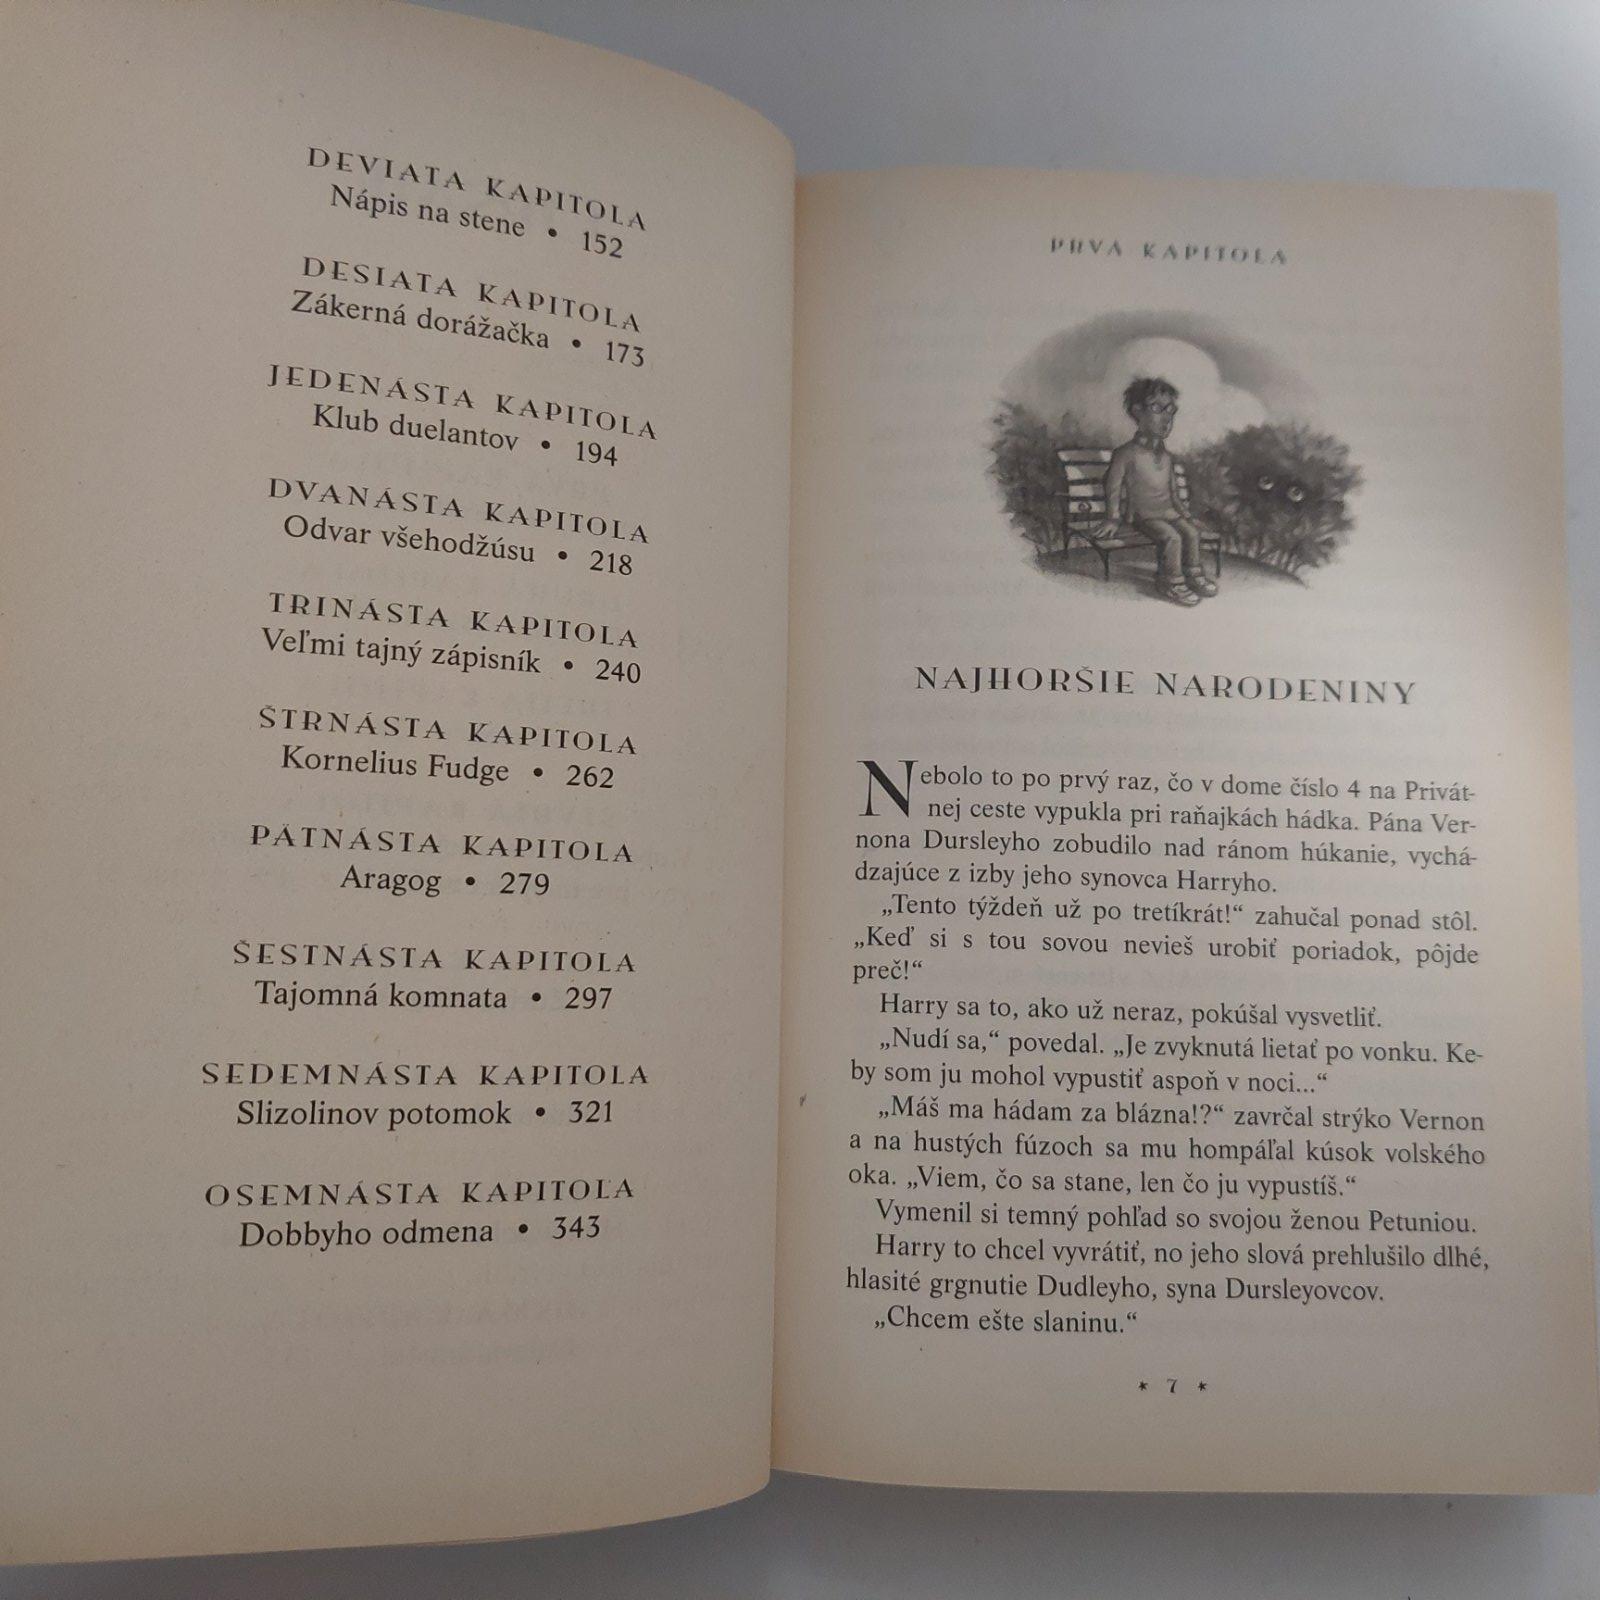 DEVIATA KAPITOLA
Nápis na stene • 152
DESIATA KAPITOLA
Zákerná dorážačka • 173
JEDENÁSTA KAPITOLA
Klub duelantov • 194
DVANÁSTA KAPITOLA
Odvar všehodžúsu • 218
TRINÁSTA KAPITOLA
Veľmi tajný zápisník • 240
ŠTRNÁSTA KAPITOLA
Kornelius Fudge • 262
PÄTNÁSTA KAPITOLA
Aragog • 279
ŠESTNÁSTA KAPITOLA
Tajomná komnata • 297
SEDEMNÁSTA KAPITOLA
Slizolinov potomok • 321
OSEMNÁSTA KAPITOLA
Dobbyho odmena • 343
PRVÁ KAPITOLA
NAJHORŠIE NARODENINY
Nebolo to po prvý raz, čo v dome číslo 4 na Privát-
nej ceste vypukla pri raňajkách hádka. Pána Ver-
nona Dursleyho zobudilo nad ránom húkanie, vychá-
dzajúce z izby jeho synovca Harryho.
„Tento týždeň už po tretíkrát!“ zahučal ponad stôl.
„Keď si s tou sovou nevieš urobiť poriadok, pôjde
preč!“
Harry sa to, ako už neraz, pokúšal vysvetliť.
„Nudí sa,“ povedal. „Je zvyknutá lietať po vonku. Ke-
by som ju mohol vypustiť aspoň v noci...“
„Máš ma hádam za blázna!?“ zavrčal strýko Vernon
a na hustých fúzoch sa mu hompáľal kúsok volského
oka. „Viem, čo sa stane, len čo ju vypustíš.“
Vymenil si temný pohľad so svojou ženou Petuniou.
Harry to chcel vyvrátiť, no jeho slová prehlušilo dlhé,
hlasité grgnutie Dudleyho, syna Dursleyovcov.
„Chcem ešte slaninu.“
* 7 *